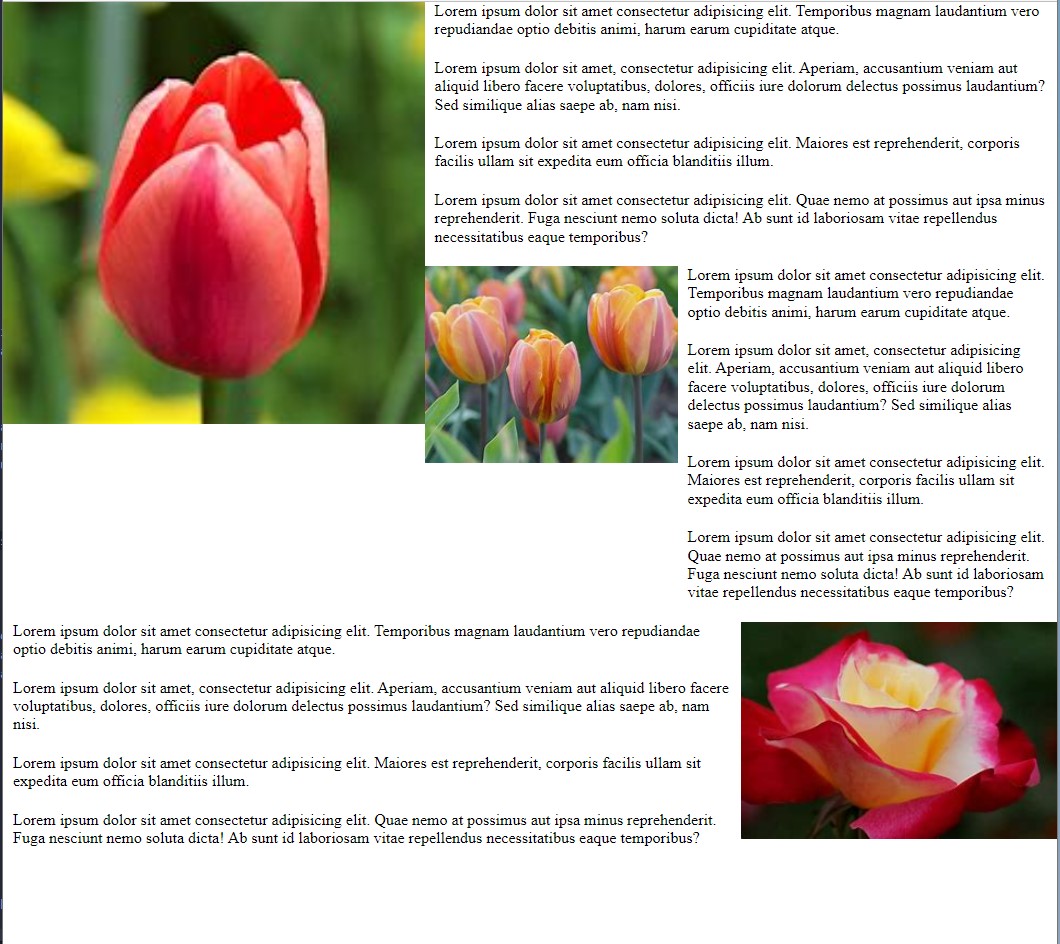 Lorem ipsum dolor sit amet consectetur adipisicing elit. Temporibus magnam laudantium vero
repudiandae optio debitis animi, harum earum cupiditate atque.
Lorem ipsum dolor sit amet, consectetur adipisicing elit. Aperiam, accusantium veniam aut
aliquid libero facere voluptatibus, dolores, officiis iure dolorum delectus possimus laudantium?
Sed similique alias saepe ab, nam nisi.
Lorem ipsum dolor sit amet consectetur adipisicing elit. Maiores est reprehenderit, corporis
facilis ullam sit expedita eum officia blanditiis illum.
Lorem ipsum dolor sit amet consectetur adipisicing elit. Quae nemo at possimus aut ipsa minus
reprehenderit. Fuga nesciunt nemo soluta dicta! Ab sunt id laboriosam vitae repellendus
necessitatibus eaque temporibus?
Lorem ipsum dolor sit amet consectetur adipisicing elit.
Temporibus magnam laudantium vero repudiandae
optio debitis animi, harum earum cupiditate atque.
Lorem ipsum dolor sit amet, consectetur adipisicing
elit. Aperiam, accusantium veniam aut aliquid libero
facere voluptatibus, dolores, officiis iure dolorum
delectus possimus laudantium? Sed similique alias
saepe ab, nam nisi.
Lorem ipsum dolor sit amet consectetur adipisicing elit.
Maiores est reprehenderit, corporis facilis ullam sit
expedita eum officia blanditiis illum.
Lorem ipsum dolor sit amet consectetur adipisicing elit.
Quae nemo at possimus aut ipsa minus reprehenderit.
Fuga nesciunt nemo soluta dicta! Ab sunt id laboriosam
vitae repellendus necessitatibus eaque temporibus?
Lorem ipsum dolor sit amet consectetur adipisicing elit. Temporibus magnam laudantium vero repudiandae
optio debitis animi, harum earum cupiditate atque.
Lorem ipsum dolor sit amet, consectetur adipisicing elit. Aperiam, accusantium veniam aut aliquid libero facere
voluptatibus, dolores, officiis iure dolorum delectus possimus laudantium? Sed similique alias saepe ab, nam
nisi.
Lorem ipsum dolor sit amet consectetur adipisicing elit. Maiores est reprehenderit, corporis facilis ullam sit
expedita eum officia blanditiis illum.
Lorem ipsum dolor sit amet consectetur adipisicing elit. Quae nemo at possimus aut ipsa minus reprehenderit.
Fuga nesciunt nemo soluta dicta! Ab sunt id laboriosam vitae repellendus necessitatibus eaque temporibus?